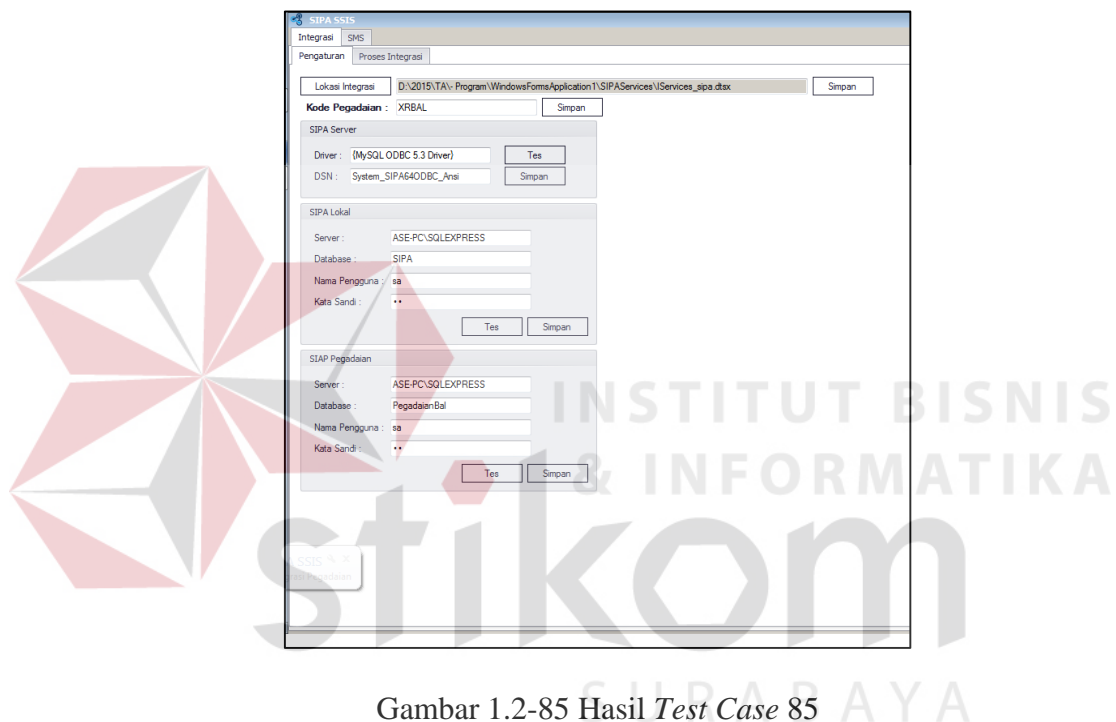 SIPA SSIS
Integrasi SMS
Pengaturan Proses Integrasi
Lokasi Integrasi D:\2015\TA\- Program\WindowsFormsApplication1\SIPAServices\IServices_sipa.dtsx Simpan
Kode Pegadaian : XRBAL Simpan
SIPA Server
Driver : {MySQL ODBC 5.3 Driver} Tes
DSN : System_SIPA64ODBC_Ansi Simpan
SIPA Lokal
Server : ASE-PC\SQLEXPRESS
Database : SIPA
Nama Pengguna : sa
Kata Sandi : ••
Tes Simpan
SIAP Pegadaian
Server : ASE-PC\SQLEXPRESS
Database : PegadaianBal
Nama Pengguna : sa
Kata Sandi : ••
Tes Simpan
INSTITUT BISNIS
& INFORMATIKA
stikom
SURABAYA
SSIS
Pegadaian
Gambar 1.2-85 Hasil Test Case 85